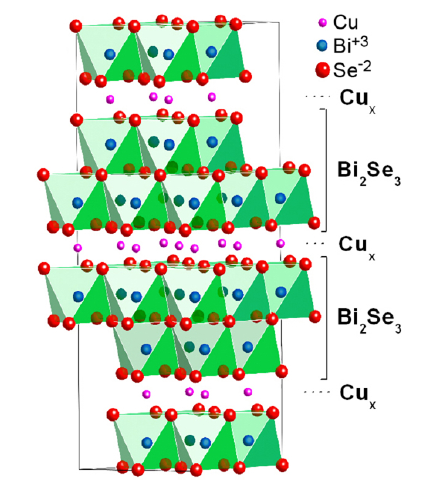 Cu
Bi⁺³
Se⁻²
Cuₓ
Bi₂Se₃
Cuₓ
Bi₂Se₃
Cuₓ